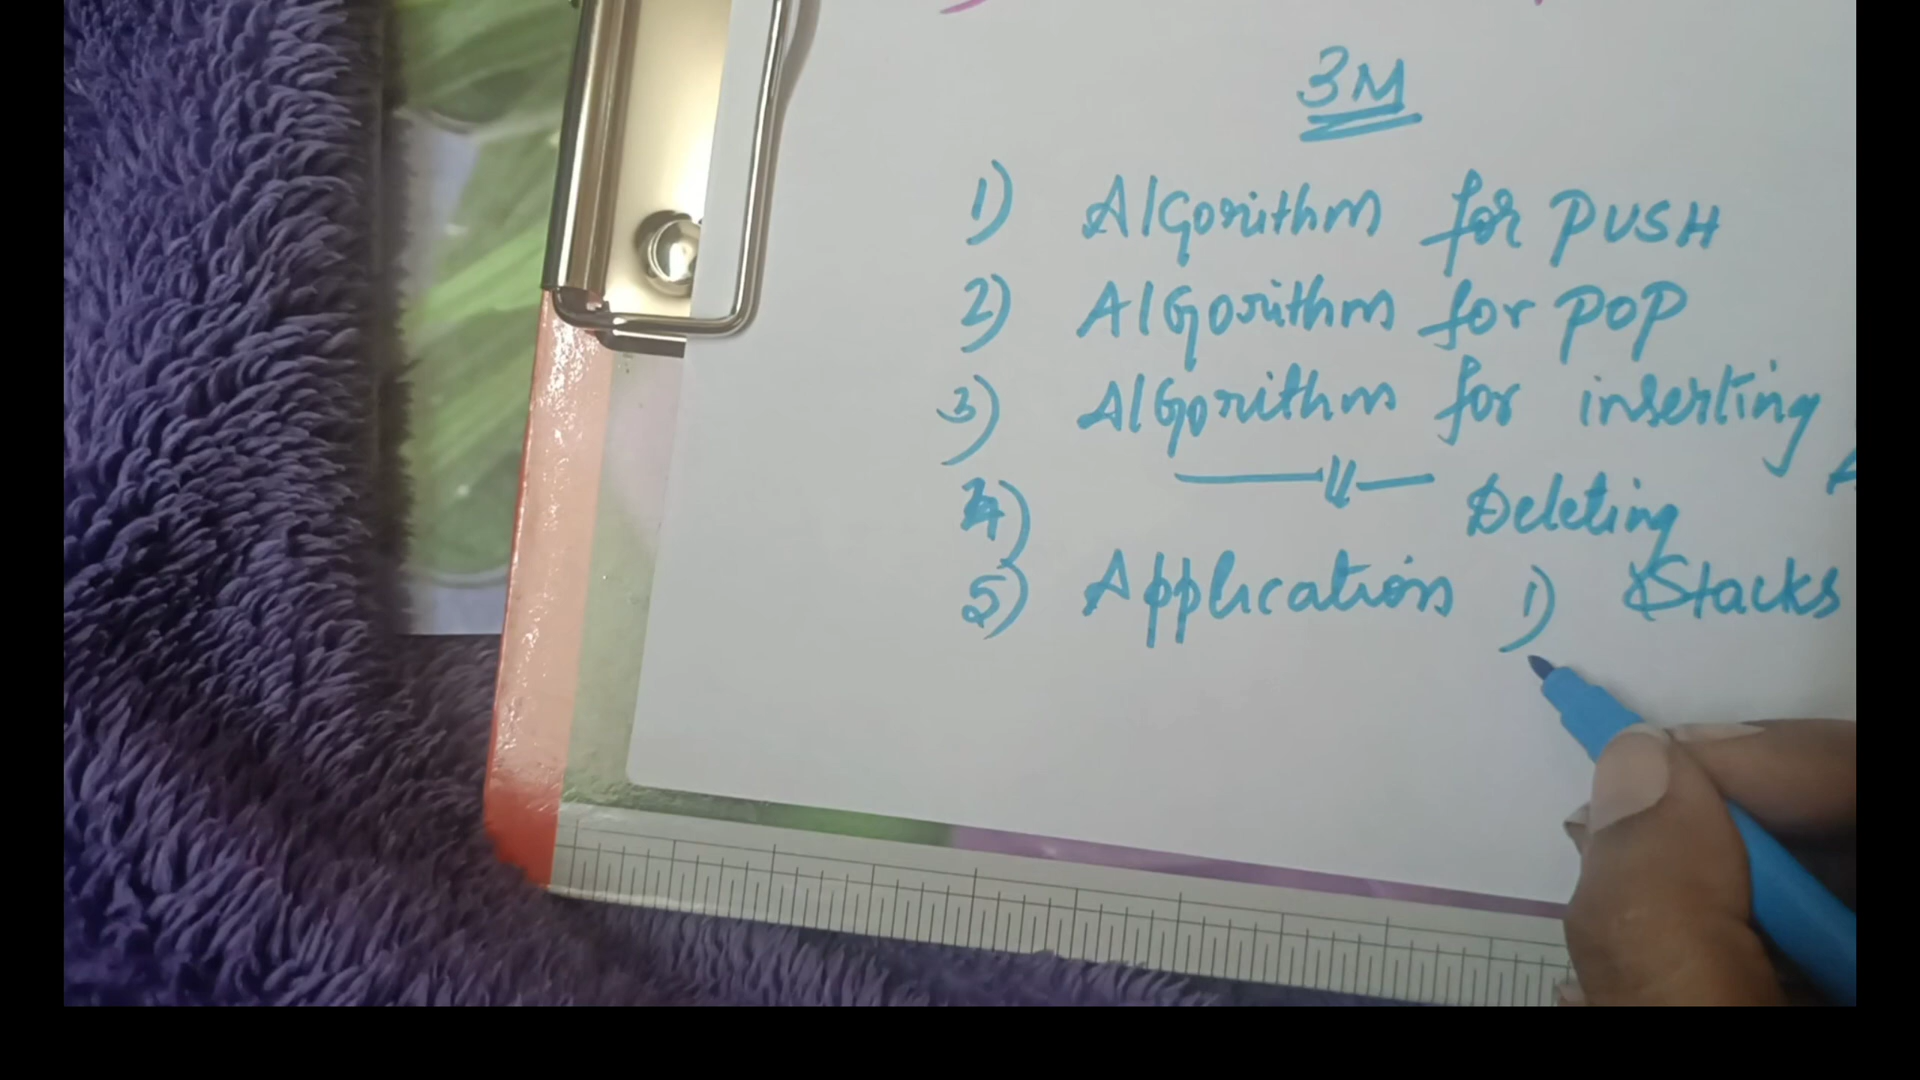 3M
1) Algorithm for PUSH
2) Algorithm for POP
3) Algorithm for inserting
4) —〃— Deleting
5) Application 1) Stacks